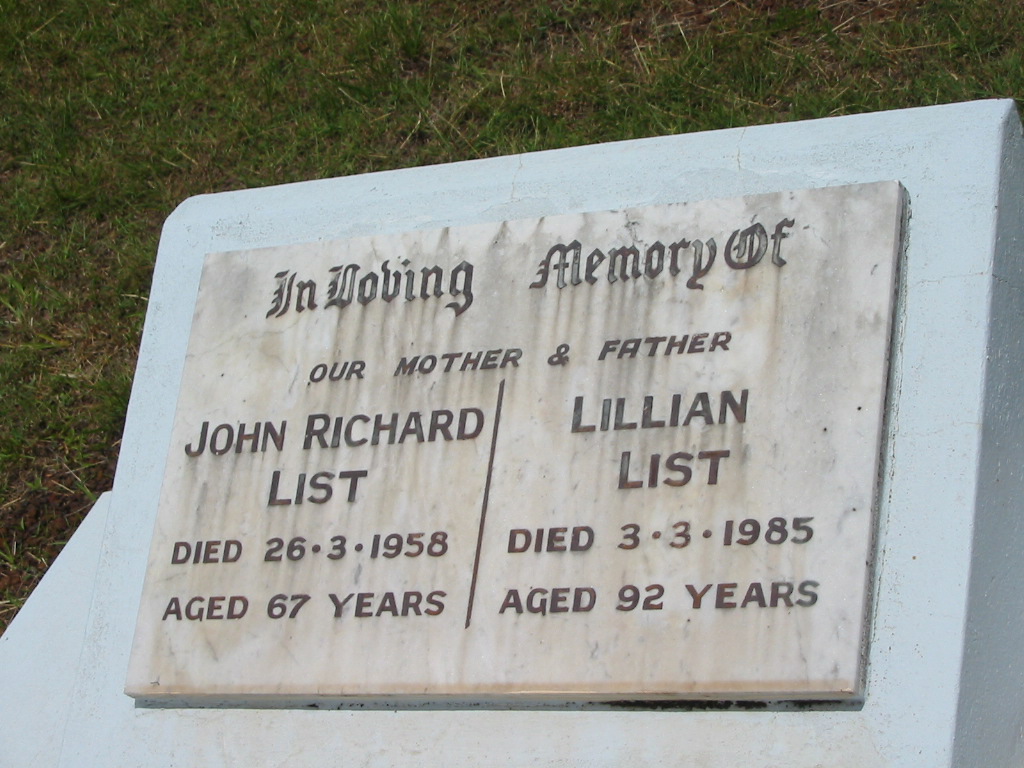 In Loving Memory Of
OUR MOTHER & FATHER
JOHN RICHARD
LIST
DIED 26·3·1958
AGED 67 YEARS
LILLIAN
LIST
DIED 3·3·1985
AGED 92 YEARS